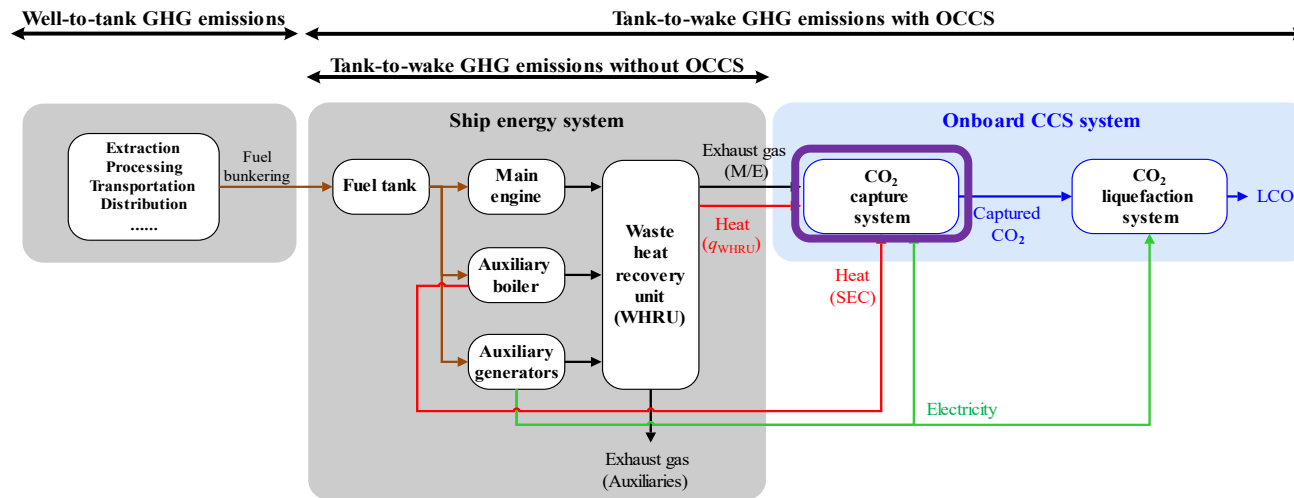 Well-to-tank GHG emissions
Tank-to-wake GHG emissions with OCCS
Tank-to-wake GHG emissions without OCCS
Ship energy system
Onboard CCS system
Extraction
Processing
Transportation
Distribution
......
Fuel
bunkering
Fuel tank
Main
engine
Auxiliary
boiler
Auxiliary
generators
Waste
heat
recovery
unit
(WHRU)
Exhaust gas
(M/E)
Heat
(qWHRU)
CO2
capture
system
Captured
CO2
CO2
liquefaction
system
LCO
Heat
(SEC)
Electricity
Exhaust gas
(Auxiliaries)